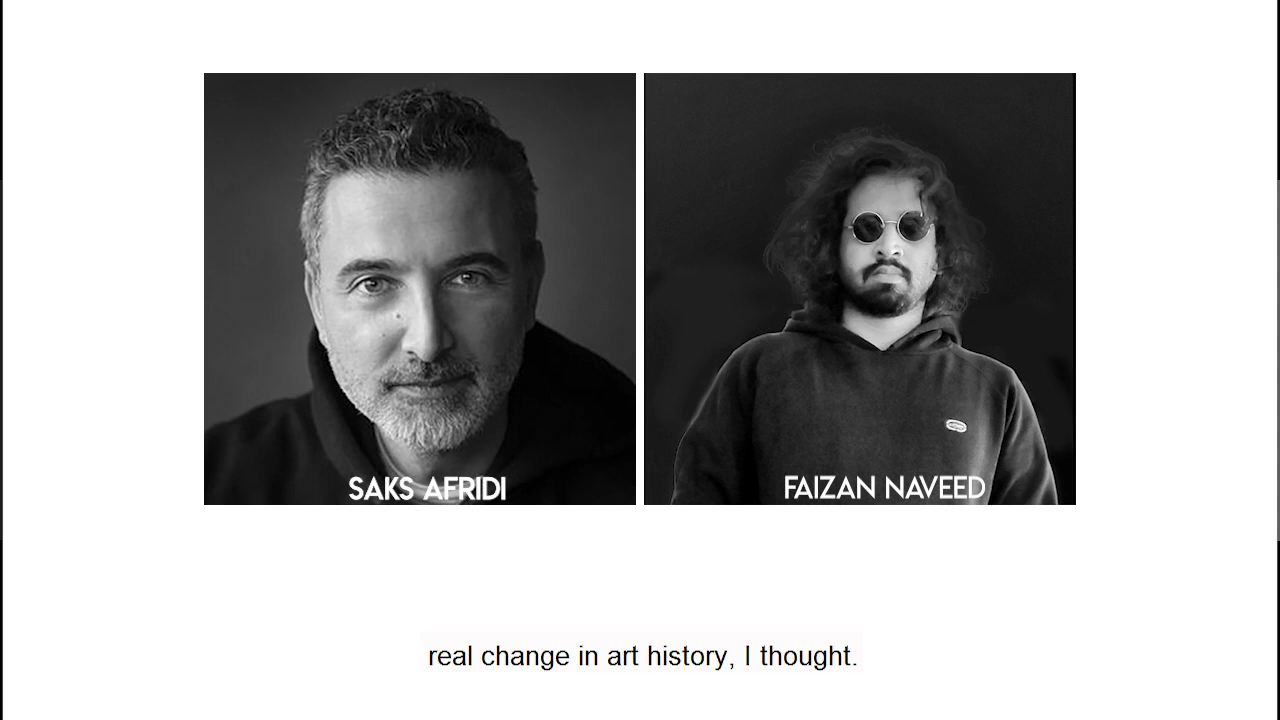 SAKS AFRIDI
FAIZAN NAVEED
real change in art history, I thought.